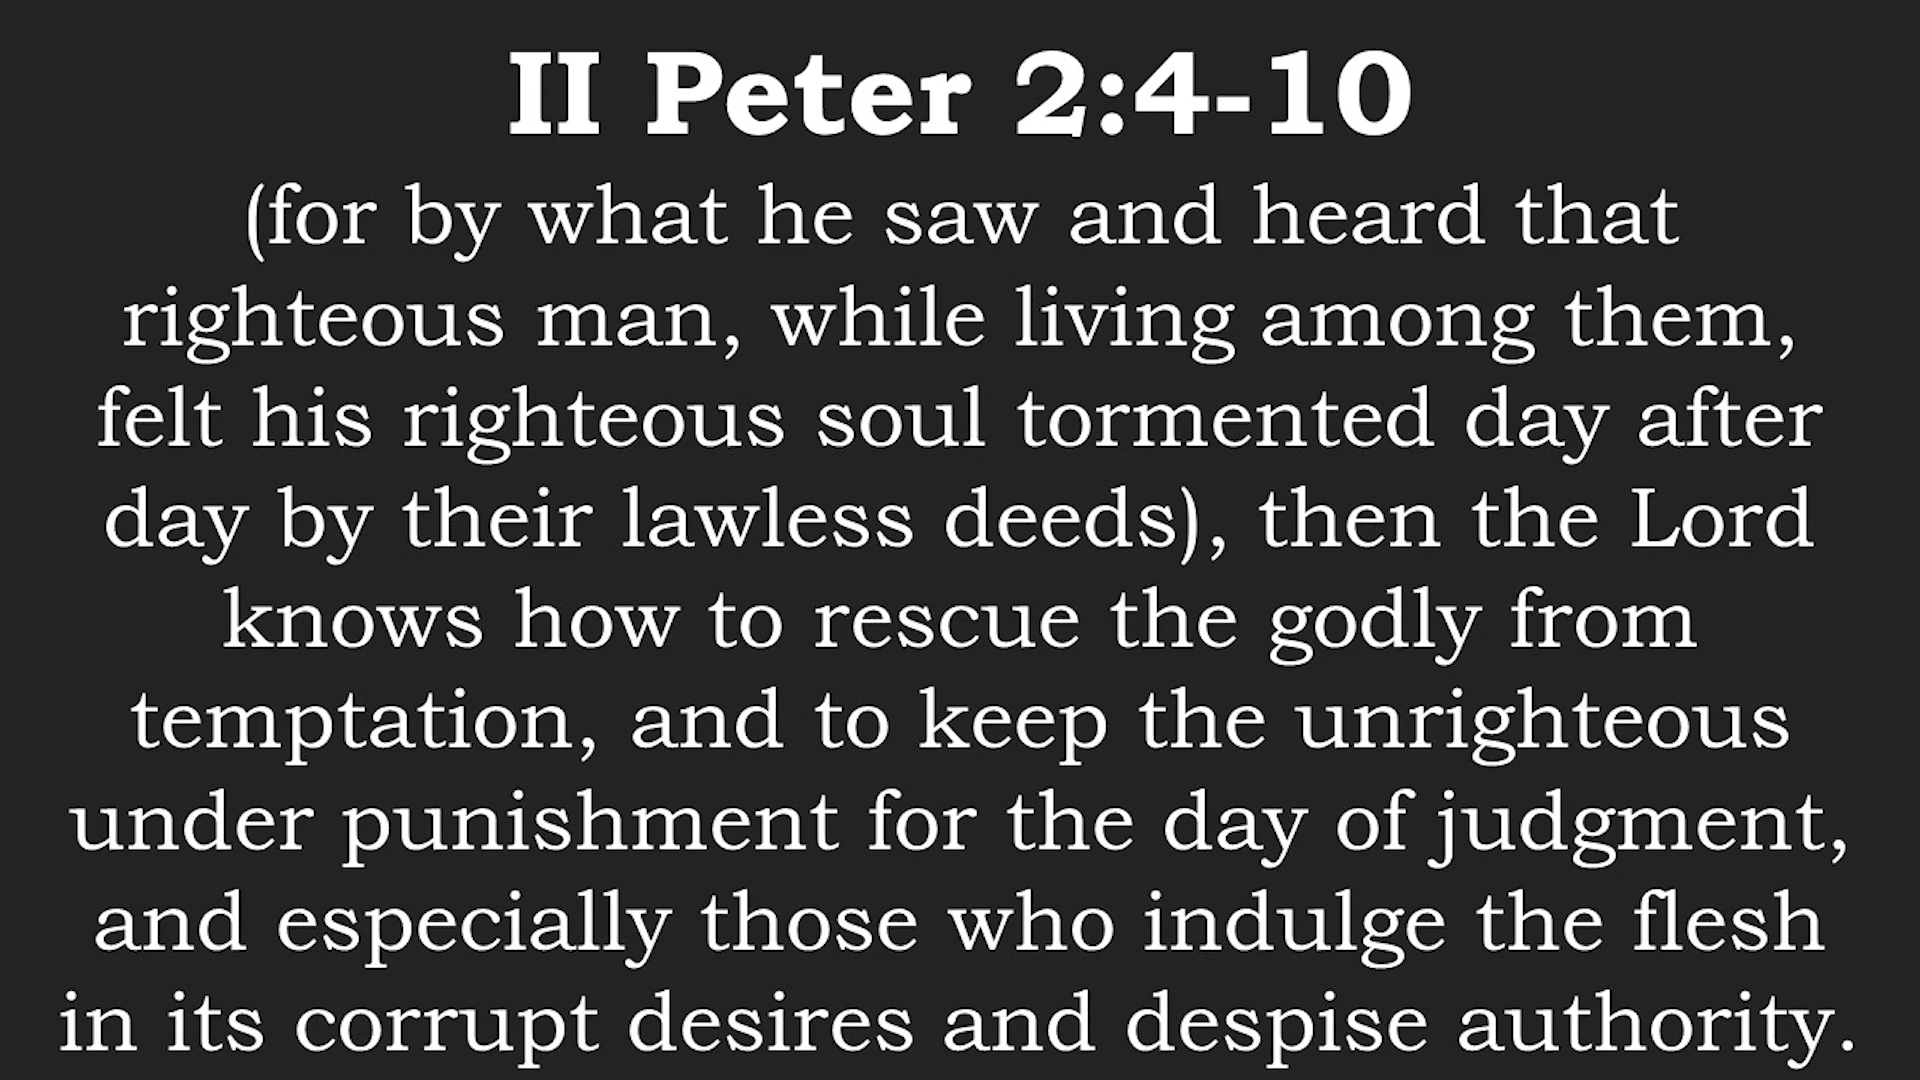 II Peter 2:4-10
(for by what he saw and heard that
righteous man, while living among them,
felt his righteous soul tormented day after
day by their lawless deeds), then the Lord
knows how to rescue the godly from
temptation, and to keep the unrighteous
under punishment for the day of judgment,
and especially those who indulge the flesh
in its corrupt desires and despise authority.